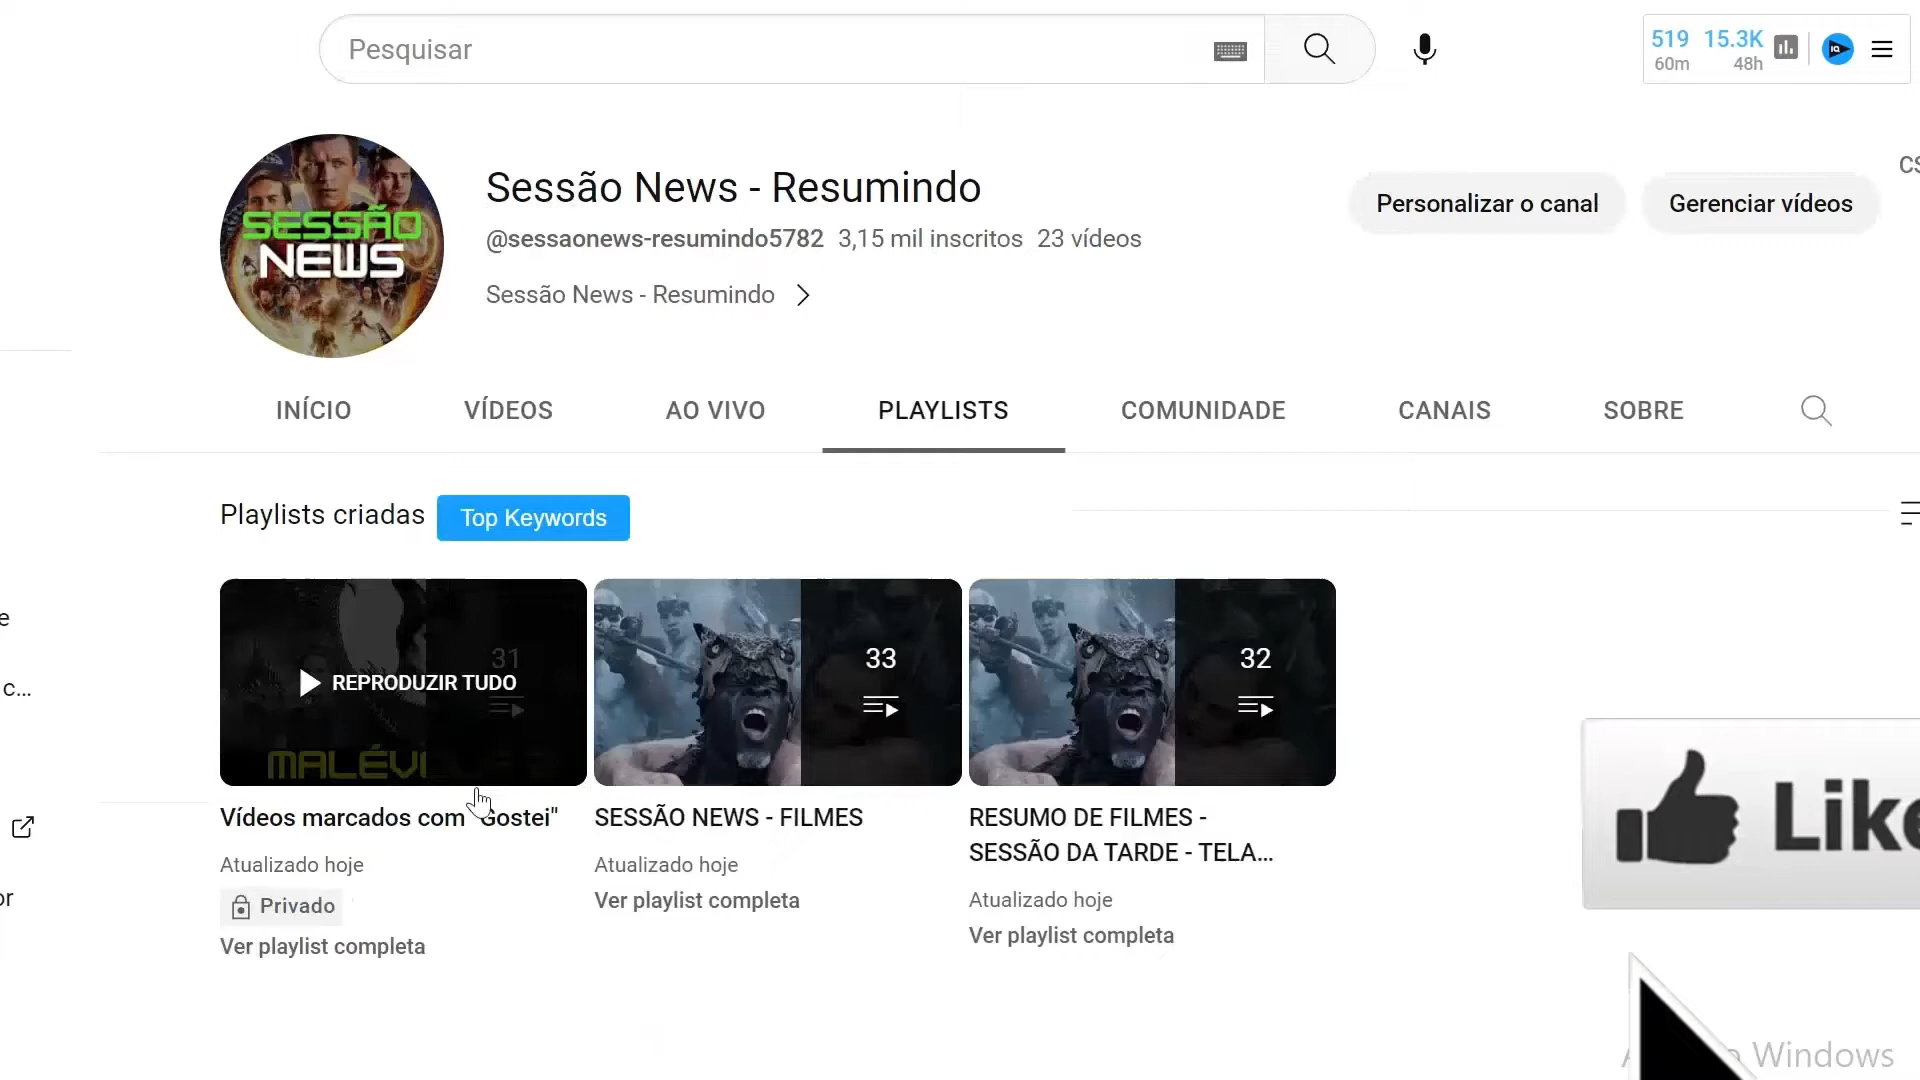 Pesquisar
519 15.3K
60m 48h
SESSÃO
NEWS
Sessão News - Resumindo
@sessaonews-resumindo5782 3,15 mil inscritos 23 vídeos
Sessão News - Resumindo
Personalizar o canal
Gerenciar vídeos
INÍCIO
VÍDEOS
AO VIVO
PLAYLISTS
COMUNIDADE
CANAIS
SOBRE
Playlists criadas
Top Keywords
31
REPRODUZIR TUDO
33
32
Vídeos marcados com "Gostei"
Atualizado hoje
Privado
Ver playlist completa
SESSÃO NEWS - FILMES
Atualizado hoje
Ver playlist completa
RESUMO DE FILMES -
SESSÃO DA TARDE - TELA...
Atualizado hoje
Ver playlist completa
c...
Like
Windows